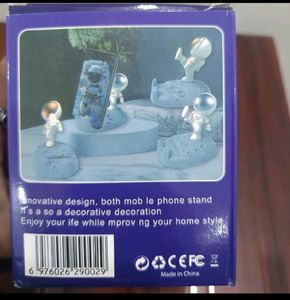 nnovative design, both mob le phone stand
it's a so a decorative decoration
Enjoy your ife while mprov ng your home style
6 976026 290029
CE
Made in China